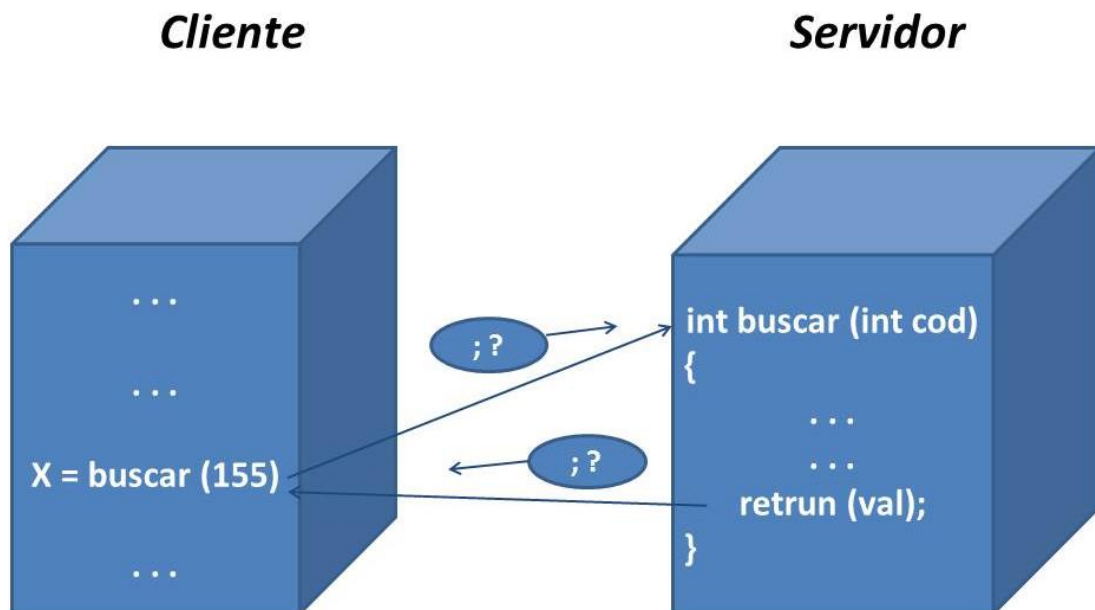 Cliente
Servidor
. . .
. . .
X = buscar (155)
. . .
; ?
; ?
int buscar (int cod)
{
. . .
. . .
retrun (val);
}